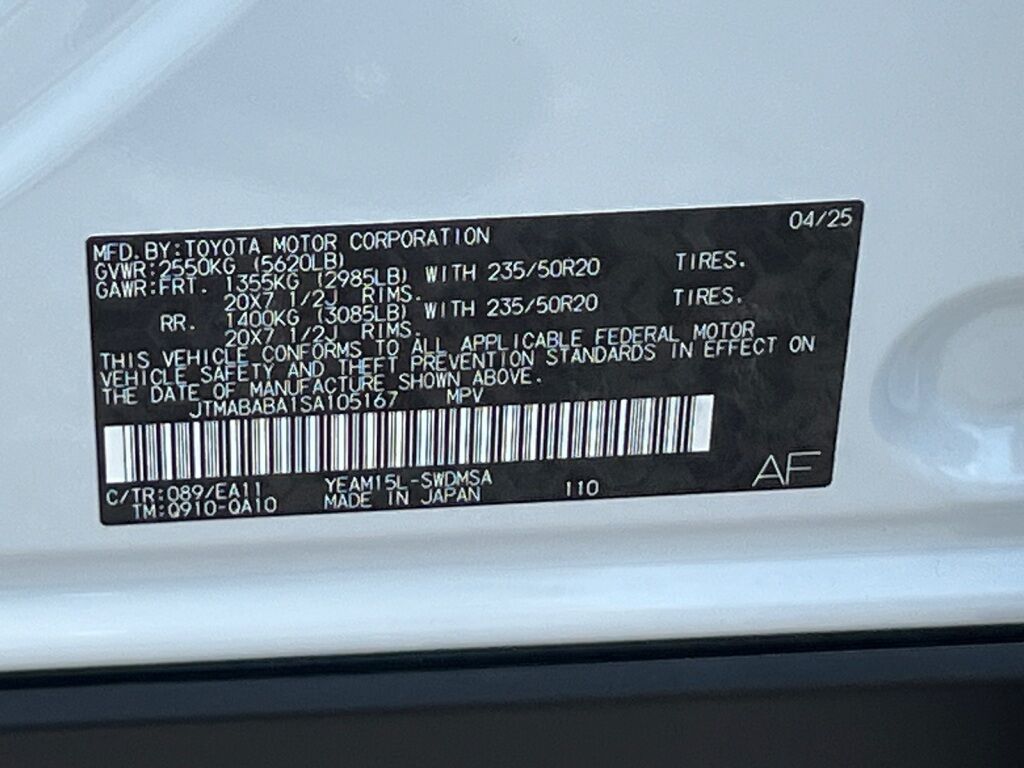 04/25
MFD.BY:TOYOTA MOTOR CORPORATION
GVWR:2550KG (5620LB)
GAWR:FRT. 1355KG (2985LB) WITH 235/50R20 TIRES.
20X7 1/2J RIMS.
RR. 1400KG (3085LB) WITH 235/50R20 TIRES.
20X7 1/2J RIMS.
THIS VEHICLE CONFORMS TO ALL APPLICABLE FEDERAL MOTOR
VEHICLE SAFETY AND THEFT PREVENTION STANDARDS IN EFFECT ON
THE DATE OF MANUFACTURE SHOWN ABOVE.
JTMABABA1SA105167 MPV
C/TR:089/EA11 YEAM15L-SWDMSA
TM:Q910-QA10 MADE IN JAPAN 110
AF